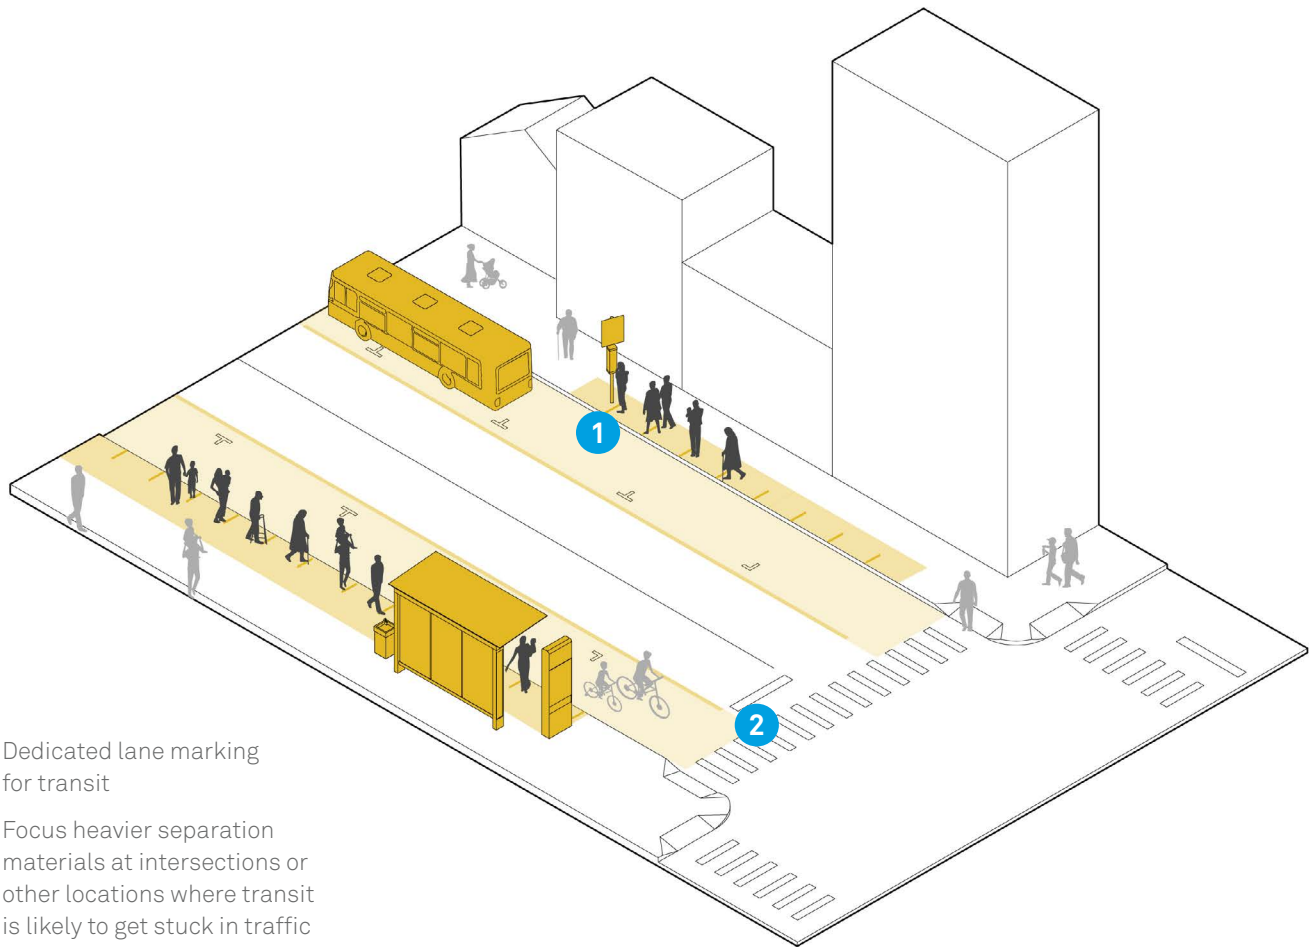 1
2
Dedicated lane marking
for transit
Focus heavier separation
materials at intersections or
other locations where transit
is likely to get stuck in traffic